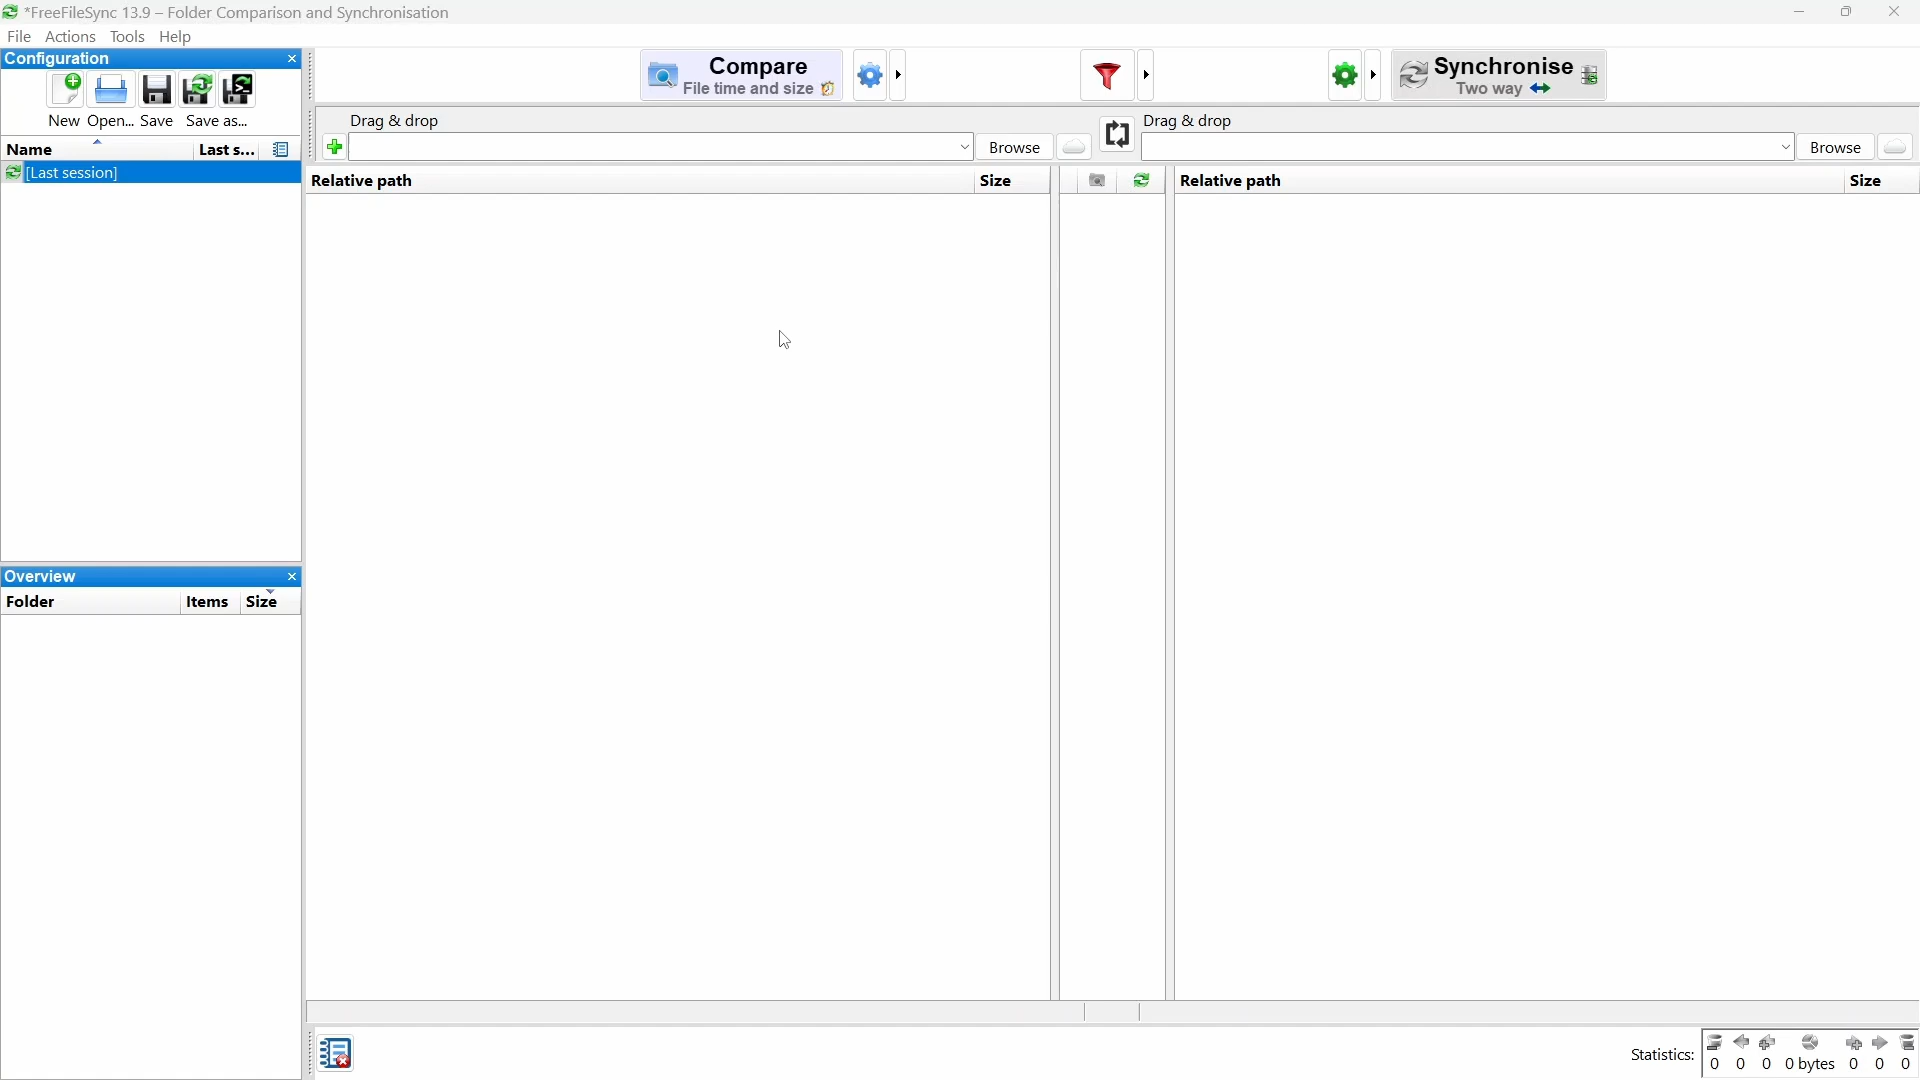 *FreeFileSync 13.9 – Folder Comparison and Synchronisation
File Actions Tools Help
Configuration
New Open... Save Save as...
Name Last s...
[Last session]
Compare
File time and size
Synchronise
Two way
Drag & drop
Browse
Drag & drop
Browse
Relative path Size
Relative path Size
Overview
Folder Items Size
Statistics:
0 0 0 0 bytes 0 0 0